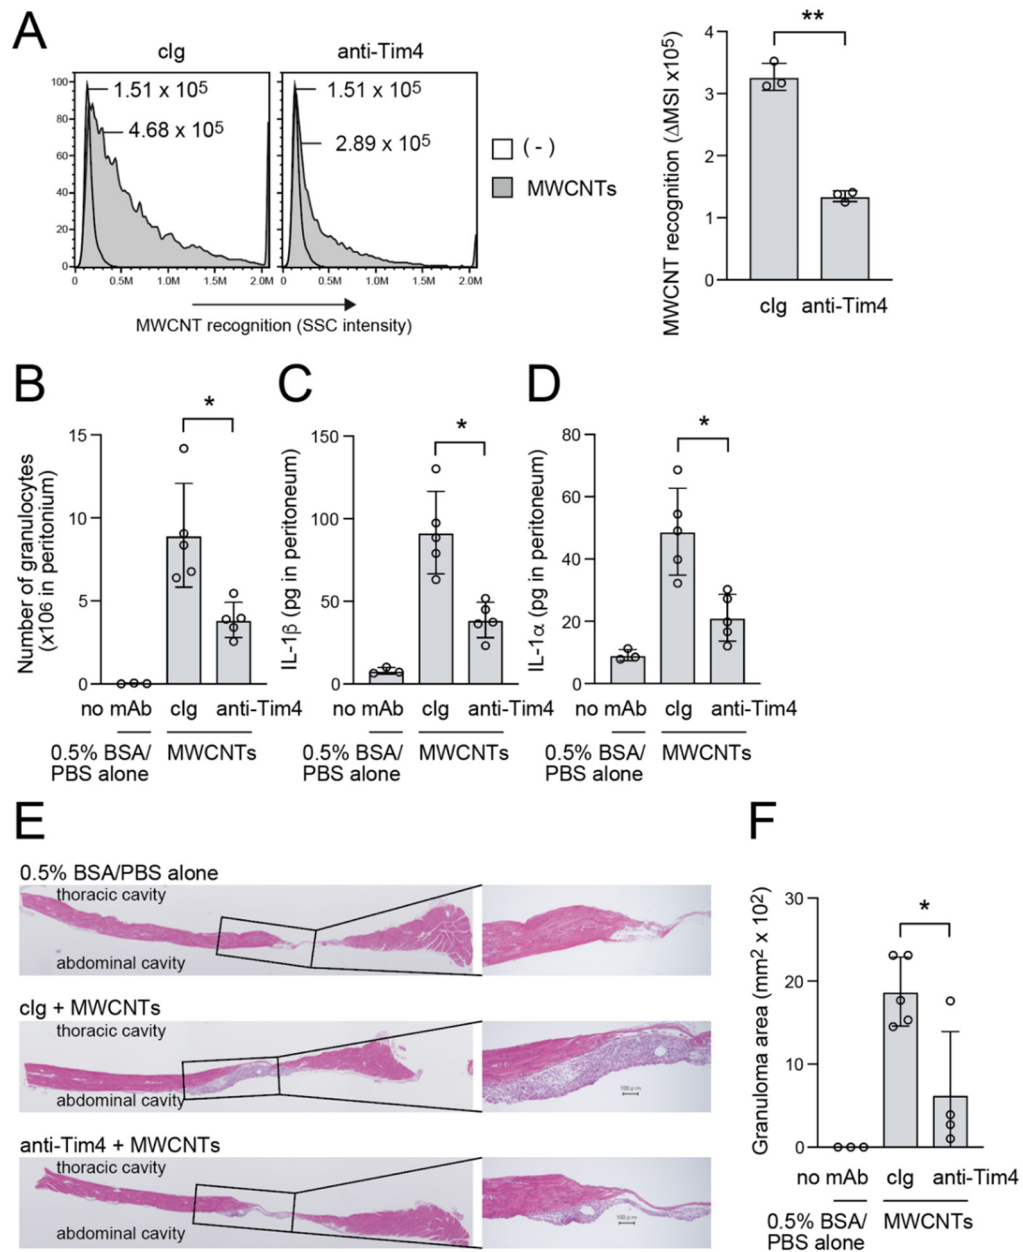 A
cIg
anti-Tim4
100
80
60
40
20
0
1.51 x 10⁵
4.68 x 10⁵
1.51 x 10⁵
2.89 x 10⁵
0 0.5M 1.0M 1.5M 2.0M
0 0.5M 1.0M 1.5M 2.0M
MWCNT recognition (SSC intensity)
( - )
MWCNTs
MWCNT recognition (ΔMSI x10⁵)
4
3
2
1
0
**
cIg anti-Tim4
B
Number of granulocytes
(x106 in peritonium)
15
10
5
0
*
no mAb cIg anti-Tim4
0.5% BSA/
PBS alone
MWCNTs
C
IL-1β (pg in peritoneum)
150
100
50
0
*
no mAb cIg anti-Tim4
0.5% BSA/
PBS alone
MWCNTs
D
IL-1α (pg in peritoneum)
80
60
40
20
0
*
no mAb cIg anti-Tim4
0.5% BSA/
PBS alone
MWCNTs
E
0.5% BSA/PBS alone
thoracic cavity
abdominal cavity
cIg + MWCNTs
thoracic cavity
abdominal cavity
100μm
anti-Tim4 + MWCNTs
thoracic cavity
abdominal cavity
100μm
F
Granuloma area (mm² x 10²)
30
20
10
0
*
no mAb cIg anti-Tim4
0.5% BSA/
PBS alone
MWCNTs